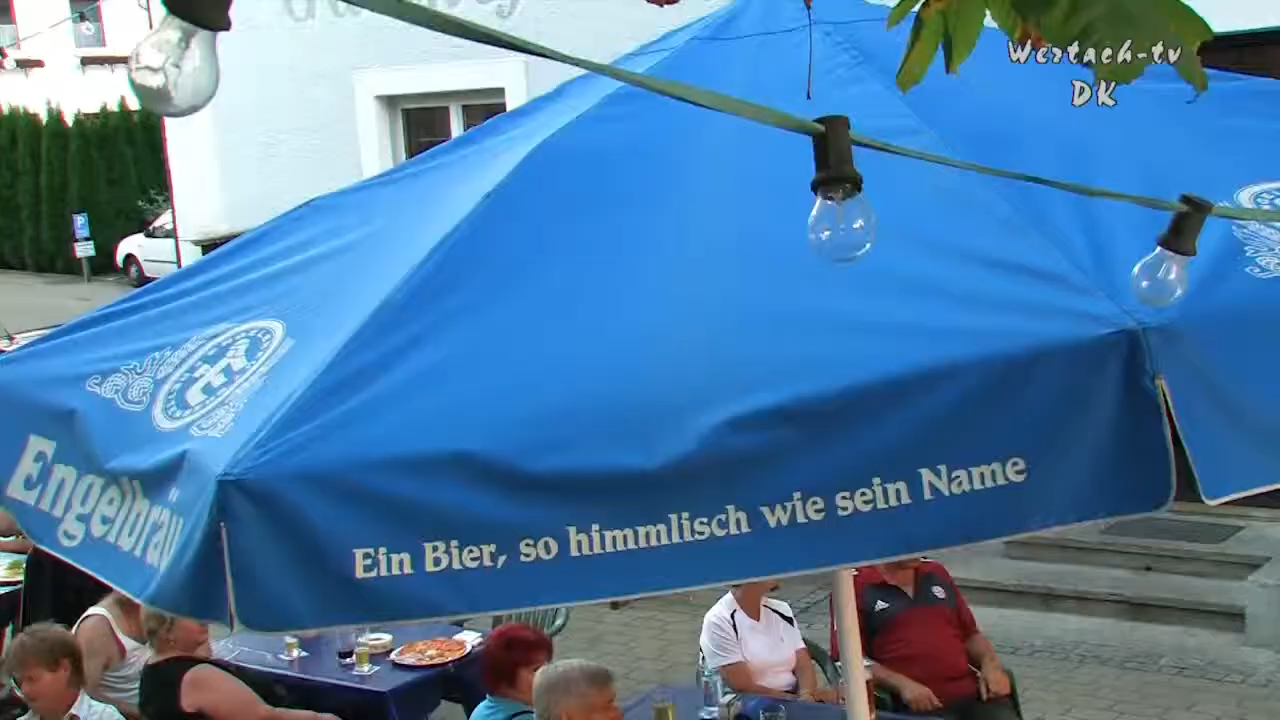 Wertach-tv
DK
P
Engelbräu
Ein Bier, so himmlisch wie sein Name